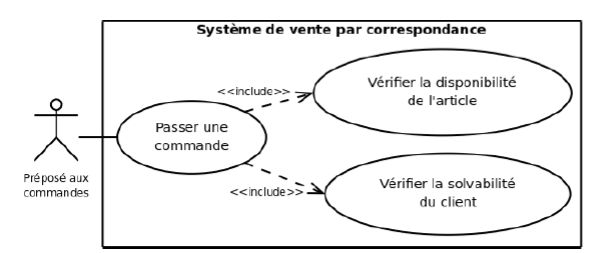 Système de vente par correspondance
<<include>>
Vérifier la disponibilité
de l'article
Passer une
commande
Préposé aux
commandes
<<include>>
Vérifier la solvabilité
du client